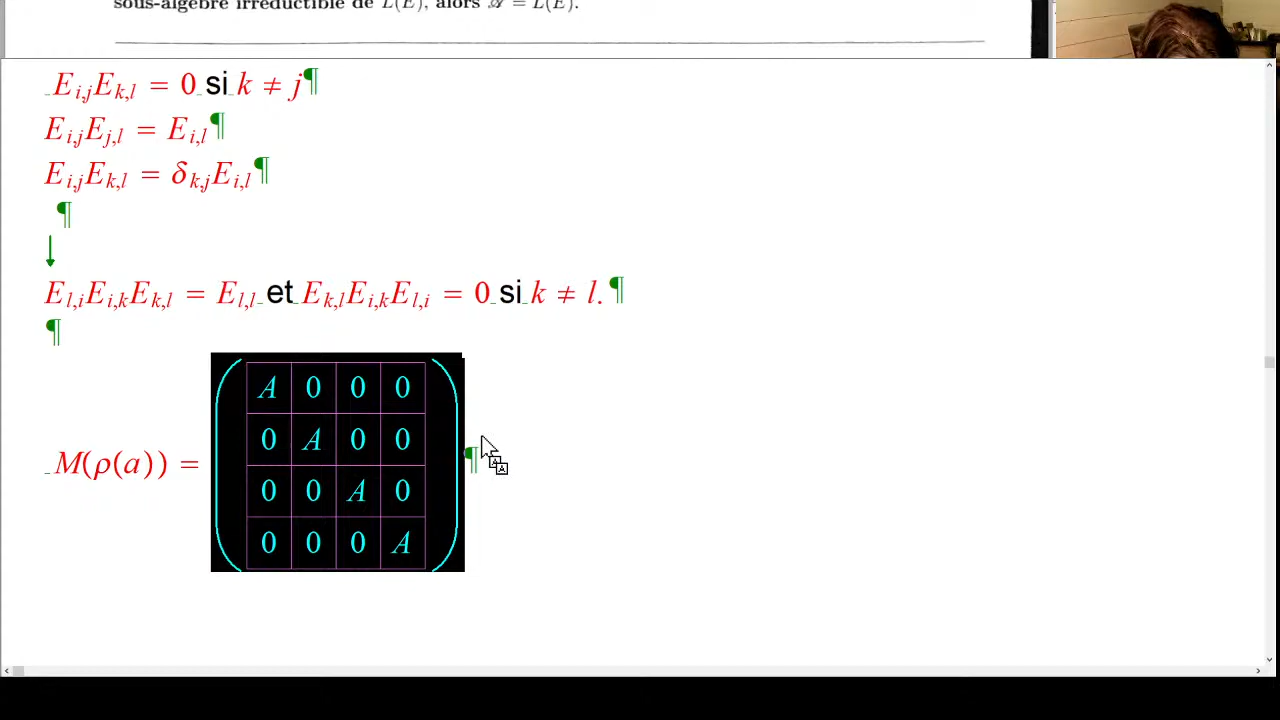 sous-algèbre irréductible de L(E), alors 𝒜 = L(E).
E_{i,j}E_{k,l} = 0 si k ≠ j¶
E_{i,j}E_{j,l} = E_{i,l}¶
E_{i,j}E_{k,l} = δ_{k,j}E_{i,l}¶
¶
↓
E_{l,i}E_{i,k}E_{k,l} = E_{l,l} et E_{k,l}E_{i,k}E_{l,i} = 0 si k ≠ l.¶
¶
A 0 0 0
0 A 0 0
M(ρ(a)) = ¶
0 0 A 0
0 0 0 A